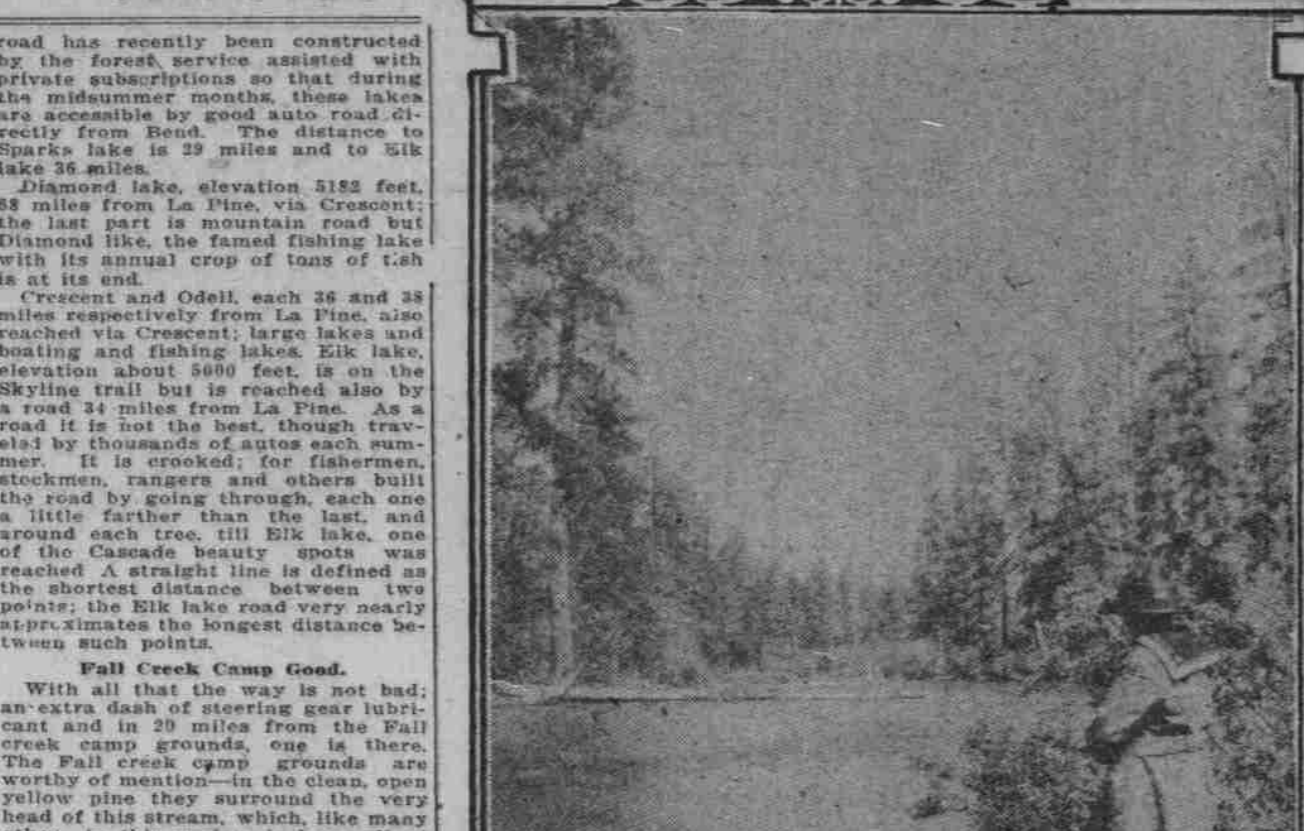 road has recently been constructed
by the forest service assisted with
private subscriptions so that during
the midsummer months, these lakes
are accessible by good auto road di-
rectly from Bend. The distance to
Sparks lake is 29 miles and to Elk
lake 36 miles.
Diamond lake, elevation 5182 feet,
68 miles from La Pine, via Crescent;
the last part is mountain road but
Diamond like, the famed fishing lake
with its annual crop of tons of fish
is at its end.
Crescent and Odell, each 36 and 38
miles respectively from La Pine, also
reached via Crescent; large lakes and
boating and fishing lakes. Elk lake,
elevation about 5000 feet, is on the
Skyline trail but is reached also by
a road 34 miles from La Pine. As a
road it is not the best, though trav-
eled by thousands of autos each sum-
mer. It is crooked; for fishermen,
stockmen, rangers and others built
the road by going through, each one
a little farther than the last, and
around each tree, till Elk lake, one
of the Cascade beauty spots was
reached A straight line is defined as
the shortest distance between two
points; the Elk lake road very nearly
approximates the longest distance be-
tween such points.
Fall Creek Camp Good.
With all that the way is not bad;
an extra dash of steering gear lubri-
cant and in 20 miles from the Fall
creek camp grounds, one is there.
The Fall creek camp grounds are
worthy of mention—in the clean, open
yellow pine they surround the very
head of this stream, which, like many